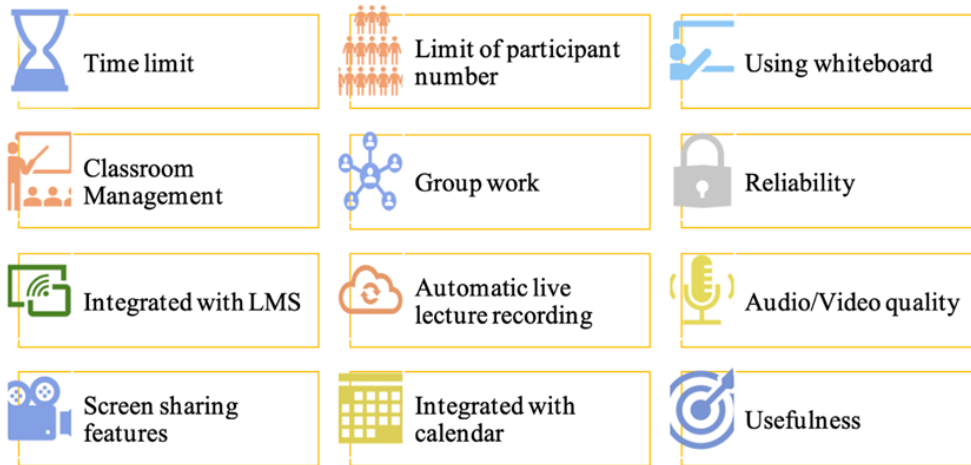 Time limit
Limit of participant
number
Using whiteboard
Classroom
Management
Group work
Reliability
Integrated with LMS
Automatic live
lecture recording
Audio/Video quality
Screen sharing
features
Integrated with
calendar
Usefulness